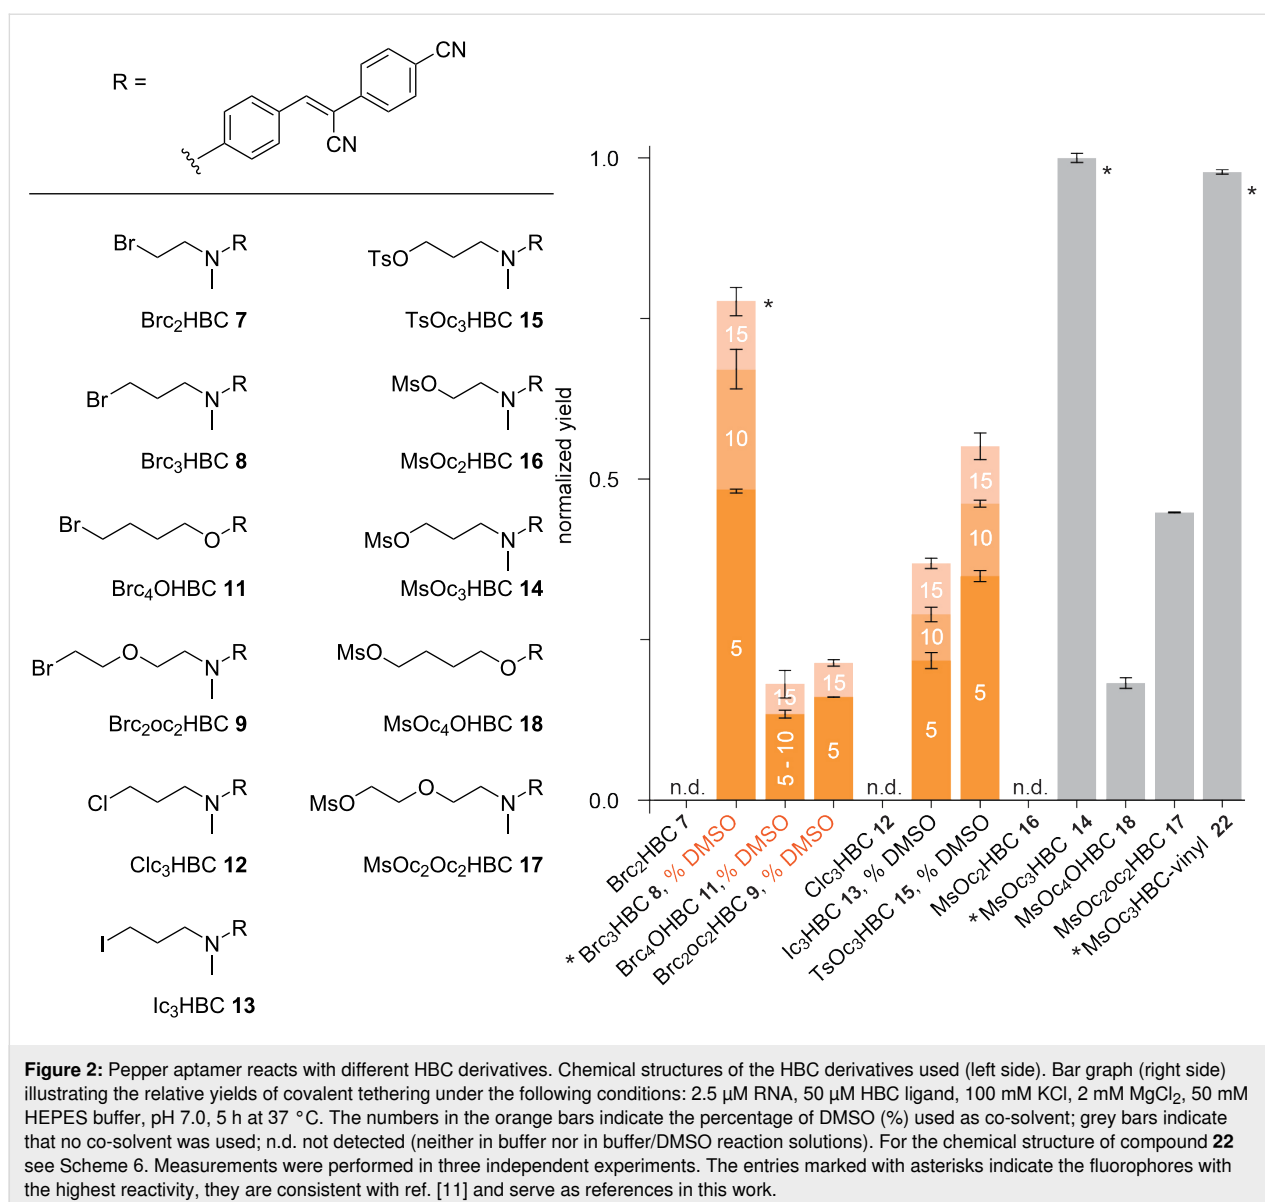 R =
CN
CN
Br
N
R
Brc2HBC 7
TsO
N
R
TsOc3HBC 15
Br
N
R
Brc3HBC 8
MsO
N
R
MsOc2HBC 16
Br
O
R
Brc4OHBC 11
MsO
N
R
MsOc3HBC 14
Br
O
N
R
Brc2oc2HBC 9
MsO
O
R
MsOc4OHBC 18
Cl
N
R
Clc3HBC 12
MsO
O
N
R
MsOc2Oc2HBC 17
I
N
R
Ic3HBC 13
normalized yield
1.0
0.5
0.0
n.d.
15
10
5
*
15
5 - 10
15
5
n.d.
15
10
5
15
10
5
n.d.
*
*
Brc2HBC 7
* Brc3HBC 8, % DMSO
Brc4OHBC 11, % DMSO
Brc2oc2HBC 9, % DMSO
Clc3HBC 12
Ic3HBC 13, % DMSO
TsOc3HBC 15, % DMSO
MsOc2HBC 16
*MsOc3HBC 14
MsOc4OHBC 18
MsOc2oc2HBC 17
*MsOc3HBC-vinyl 22
Figure 2: Pepper aptamer reacts with different HBC derivatives. Chemical structures of the HBC derivatives used (left side). Bar graph (right side)
illustrating the relative yields of covalent tethering under the following conditions: 2.5 µM RNA, 50 µM HBC ligand, 100 mM KCl, 2 mM MgCl2, 50 mM
HEPES buffer, pH 7.0, 5 h at 37 °C. The numbers in the orange bars indicate the percentage of DMSO (%) used as co-solvent; grey bars indicate
that no co-solvent was used; n.d. not detected (neither in buffer nor in buffer/DMSO reaction solutions). For the chemical structure of compound 22
see Scheme 6. Measurements were performed in three independent experiments. The entries marked with asterisks indicate the fluorophores with
the highest reactivity, they are consistent with ref. [11] and serve as references in this work.